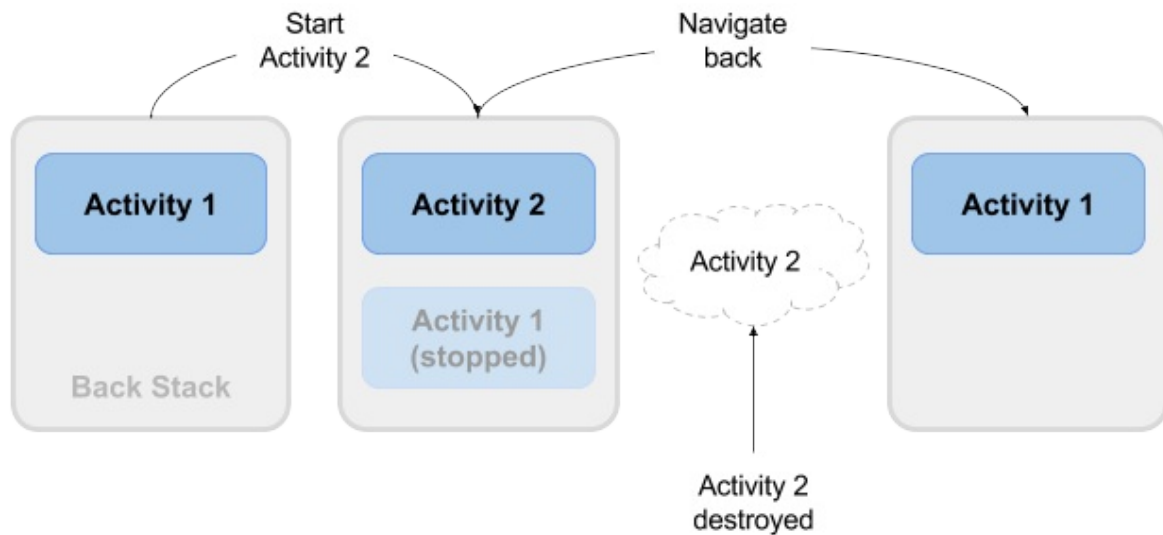 Start
Activity 2
Navigate
back
Activity 1
Back Stack
Activity 2
Activity 1
(stopped)
Activity 2
Activity 2
destroyed
Activity 1